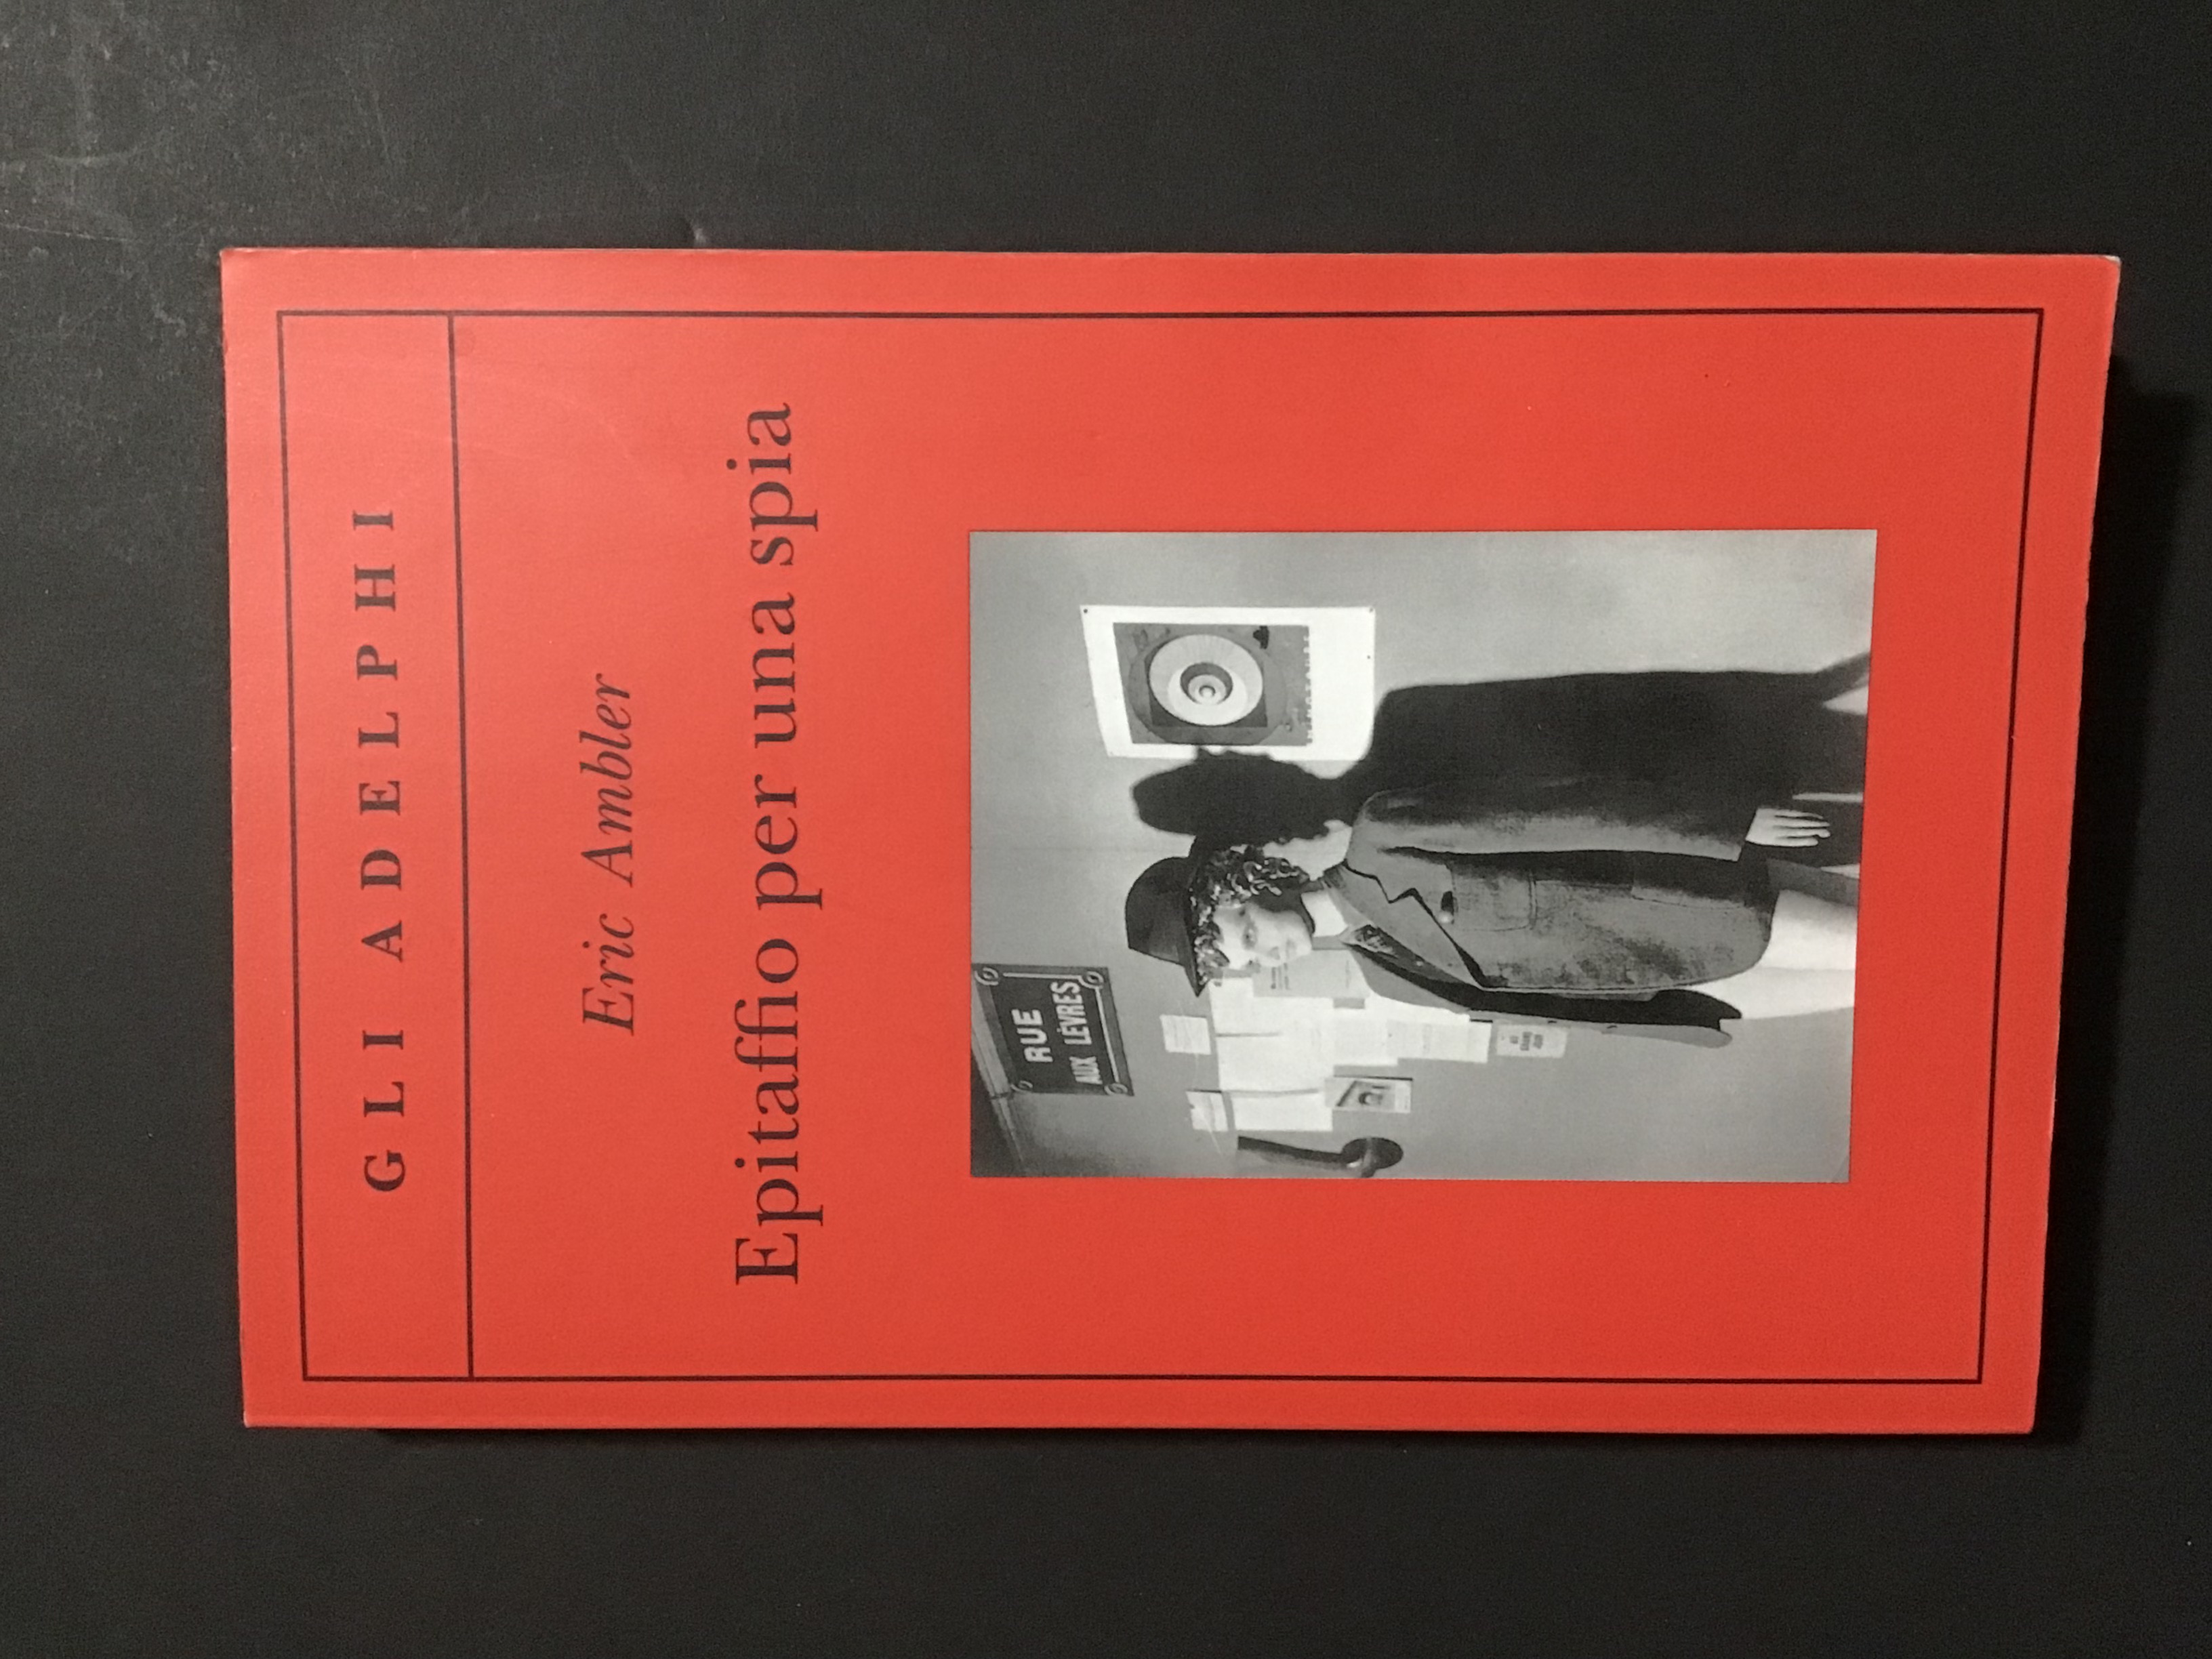 GLI ADELPHI
Eric Ambler
Epitaffio per una spia
RUE
AUX LÈVRES